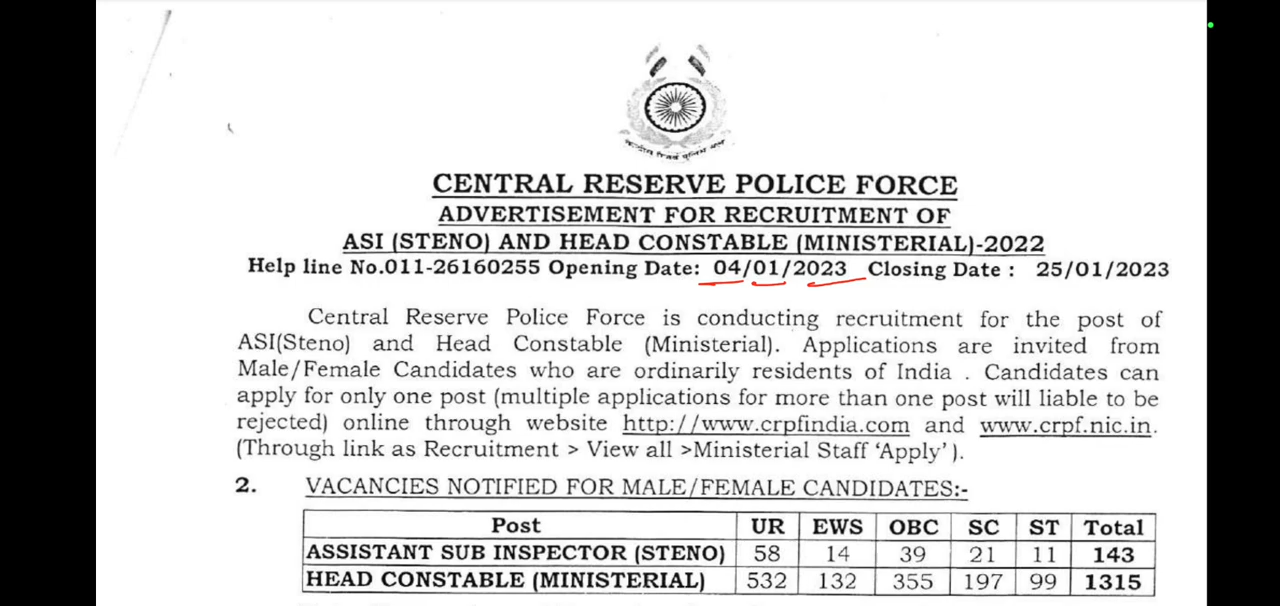 CENTRAL RESERVE POLICE FORCE
ADVERTISEMENT FOR RECRUITMENT OF
ASI (STENO) AND HEAD CONSTABLE (MINISTERIAL)-2022
Help line No.011-26160255 Opening Date: 04/01/2023 Closing Date : 25/01/2023
Central Reserve Police Force is conducting recruitment for the post of
ASI(Steno) and Head Constable (Ministerial). Applications are invited from
Male/Female Candidates who are ordinarily residents of India . Candidates can
apply for only one post (multiple applications for more than one post will liable to be
rejected) online through website http://www.crpfindia.com and www.crpf.nic.in.
(Through link as Recruitment > View all >Ministerial Staff 'Apply' ).
2. VACANCIES NOTIFIED FOR MALE/FEMALE CANDIDATES:-
Post UR EWS OBC SC ST Total
ASSISTANT SUB INSPECTOR (STENO) 58 14 39 21 11 143
HEAD CONSTABLE (MINISTERIAL) 532 132 355 197 99 1315